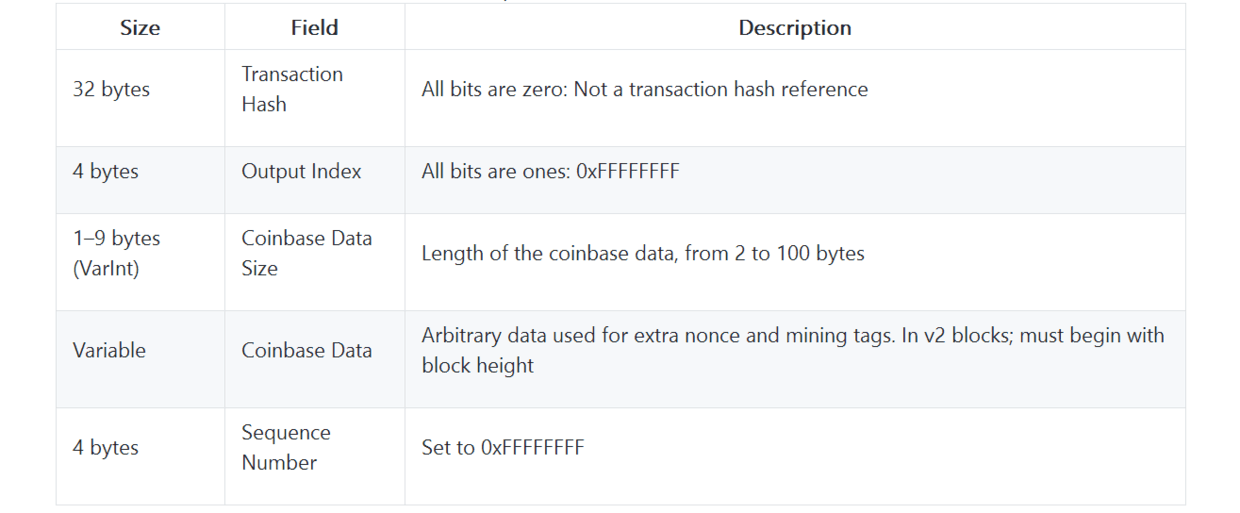 Size Field Description
32 bytes Transaction Hash All bits are zero: Not a transaction hash reference
4 bytes Output Index All bits are ones: 0xFFFFFFFF
1–9 bytes (VarInt) Coinbase Data Size Length of the coinbase data, from 2 to 100 bytes
Variable Coinbase Data Arbitrary data used for extra nonce and mining tags. In v2 blocks; must begin with
block height
4 bytes Sequence Number Set to 0xFFFFFFFF